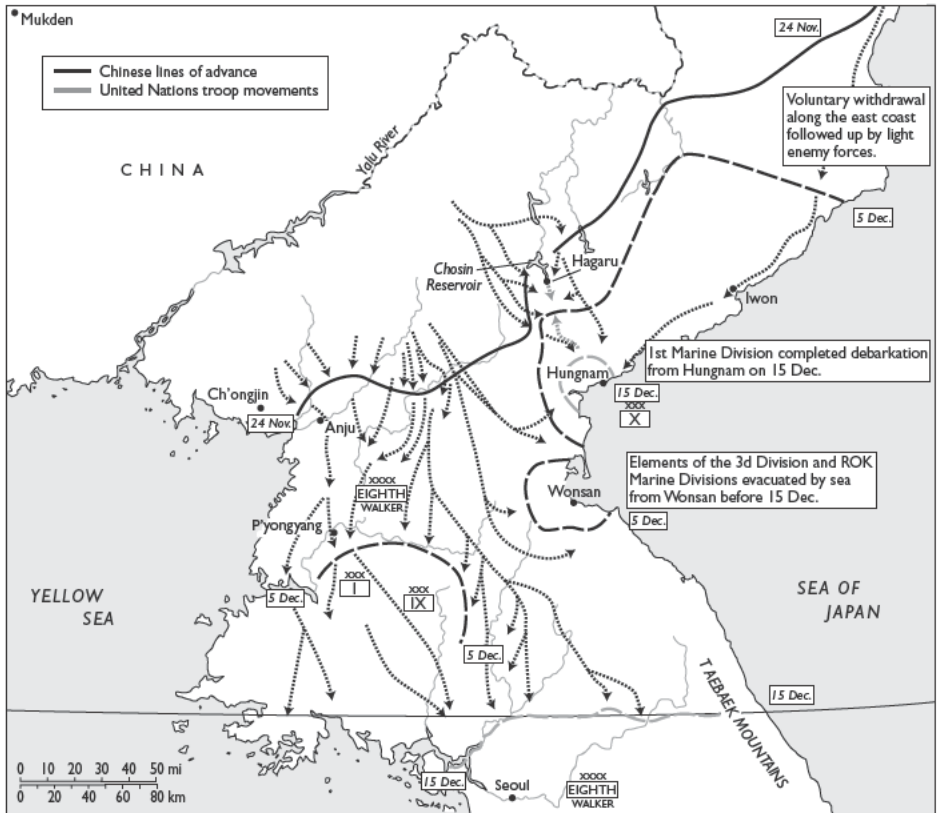 Mukden
24 Nov.
Chinese lines of advance
United Nations troop movements
Voluntary withdrawal
along the east coast
followed up by light
enemy forces.
Yalu River
CHINA
5 Dec.
Hagaru
Chosin
Reservoir
Iwon
1st Marine Division completed debarkation
from Hungnam on 15 Dec.
Hungnam
15 Dec.
XXX
X
Ch'ongjin
24 Nov.
Anju
Elements of the 3d Division and ROK
Marine Divisions evacuated by sea
from Wonsan before 15 Dec.
XXXX
EIGHTH
WALKER
Wonsan
5 Dec.
P'yongyang
XXX
I
XXX
IX
5 Dec.
YELLOW
SEA
SEA OF
JAPAN
5 Dec.
TAEBAEK MOUNTAINS
15 Dec.
0 10 20 30 40 50 mi
0 20 40 60 80 km
15 Dec.
Seoul
XXXX
EIGHTH
WALKER